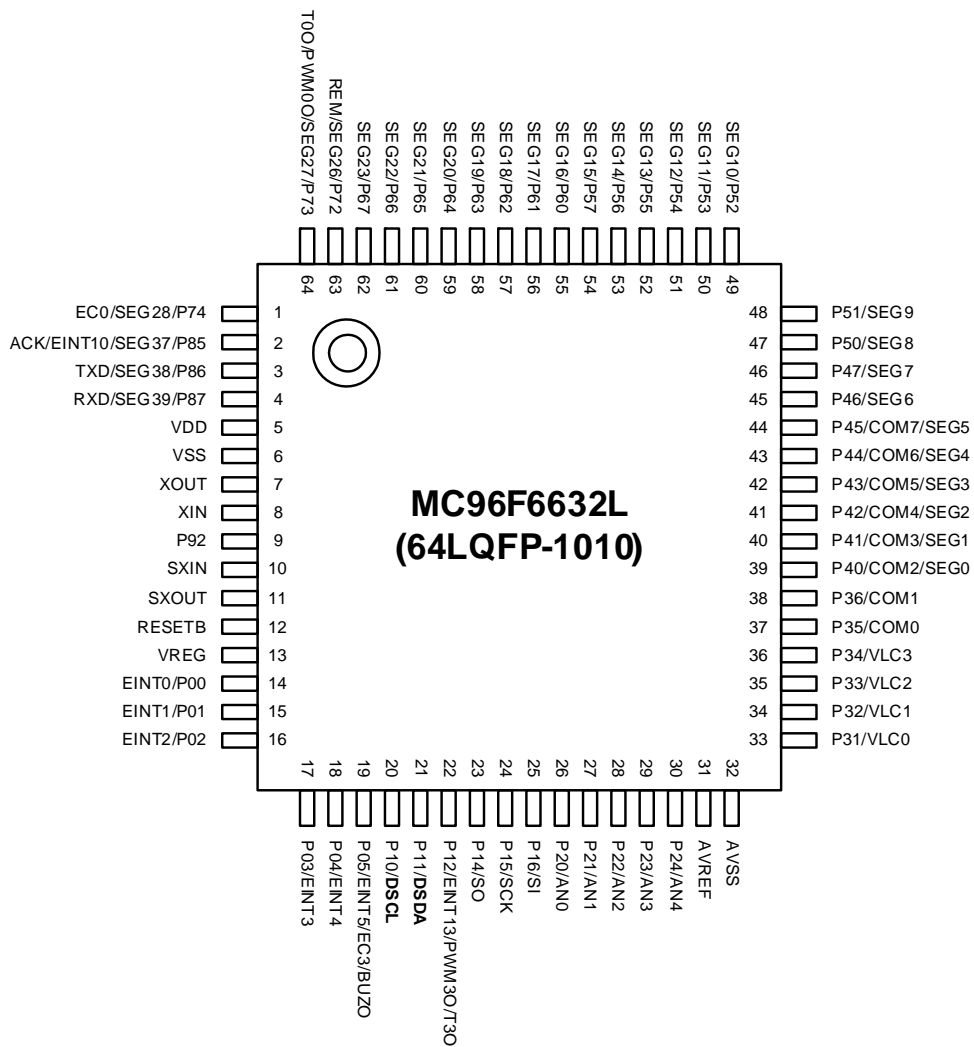 T0O/PWM0O/SEG27/P73
REM/SEG26/P72
SEG23/P67
SEG22/P66
SEG21/P65
SEG20/P64
SEG19/P63
SEG18/P62
SEG17/P61
SEG16/P60
SEG15/P57
SEG14/P56
SEG13/P55
SEG12/P54
SEG11/P53
SEG10/P52
64
63
62
61
60
59
58
57
56
55
54
53
52
51
50
49
EC0/SEG28/P74
1
ACK/EINT10/SEG37/P85
2
TXD/SEG38/P86
3
RXD/SEG39/P87
4
VDD
5
VSS
6
XOUT
7
XIN
8
P92
9
SXIN
10
SXOUT
11
RESETB
12
VREG
13
EINT0/P00
14
EINT1/P01
15
EINT2/P02
16
MC96F6632L
(64LQFP-1010)
48
P51/SEG9
47
P50/SEG8
46
P47/SEG7
45
P46/SEG6
44
P45/COM7/SEG5
43
P44/COM6/SEG4
42
P43/COM5/SEG3
41
P42/COM4/SEG2
40
P41/COM3/SEG1
39
P40/COM2/SEG0
38
P36/COM1
37
P35/COM0
36
P34/VLC3
35
P33/VLC2
34
P32/VLC1
33
P31/VLC0
17
18
19
20
21
22
23
24
25
26
27
28
29
30
31
32
P03/EINT3
P04/EINT4
P05/EINT5/EC3/BUZO
P10/DSCL
P11/DSDA
P12/EINT13/PWM3O/T3O
P14/SO
P15/SCK
P16/SI
P20/AN0
P21/AN1
P22/AN2
P23/AN3
P24/AN4
AVREF
AVSS